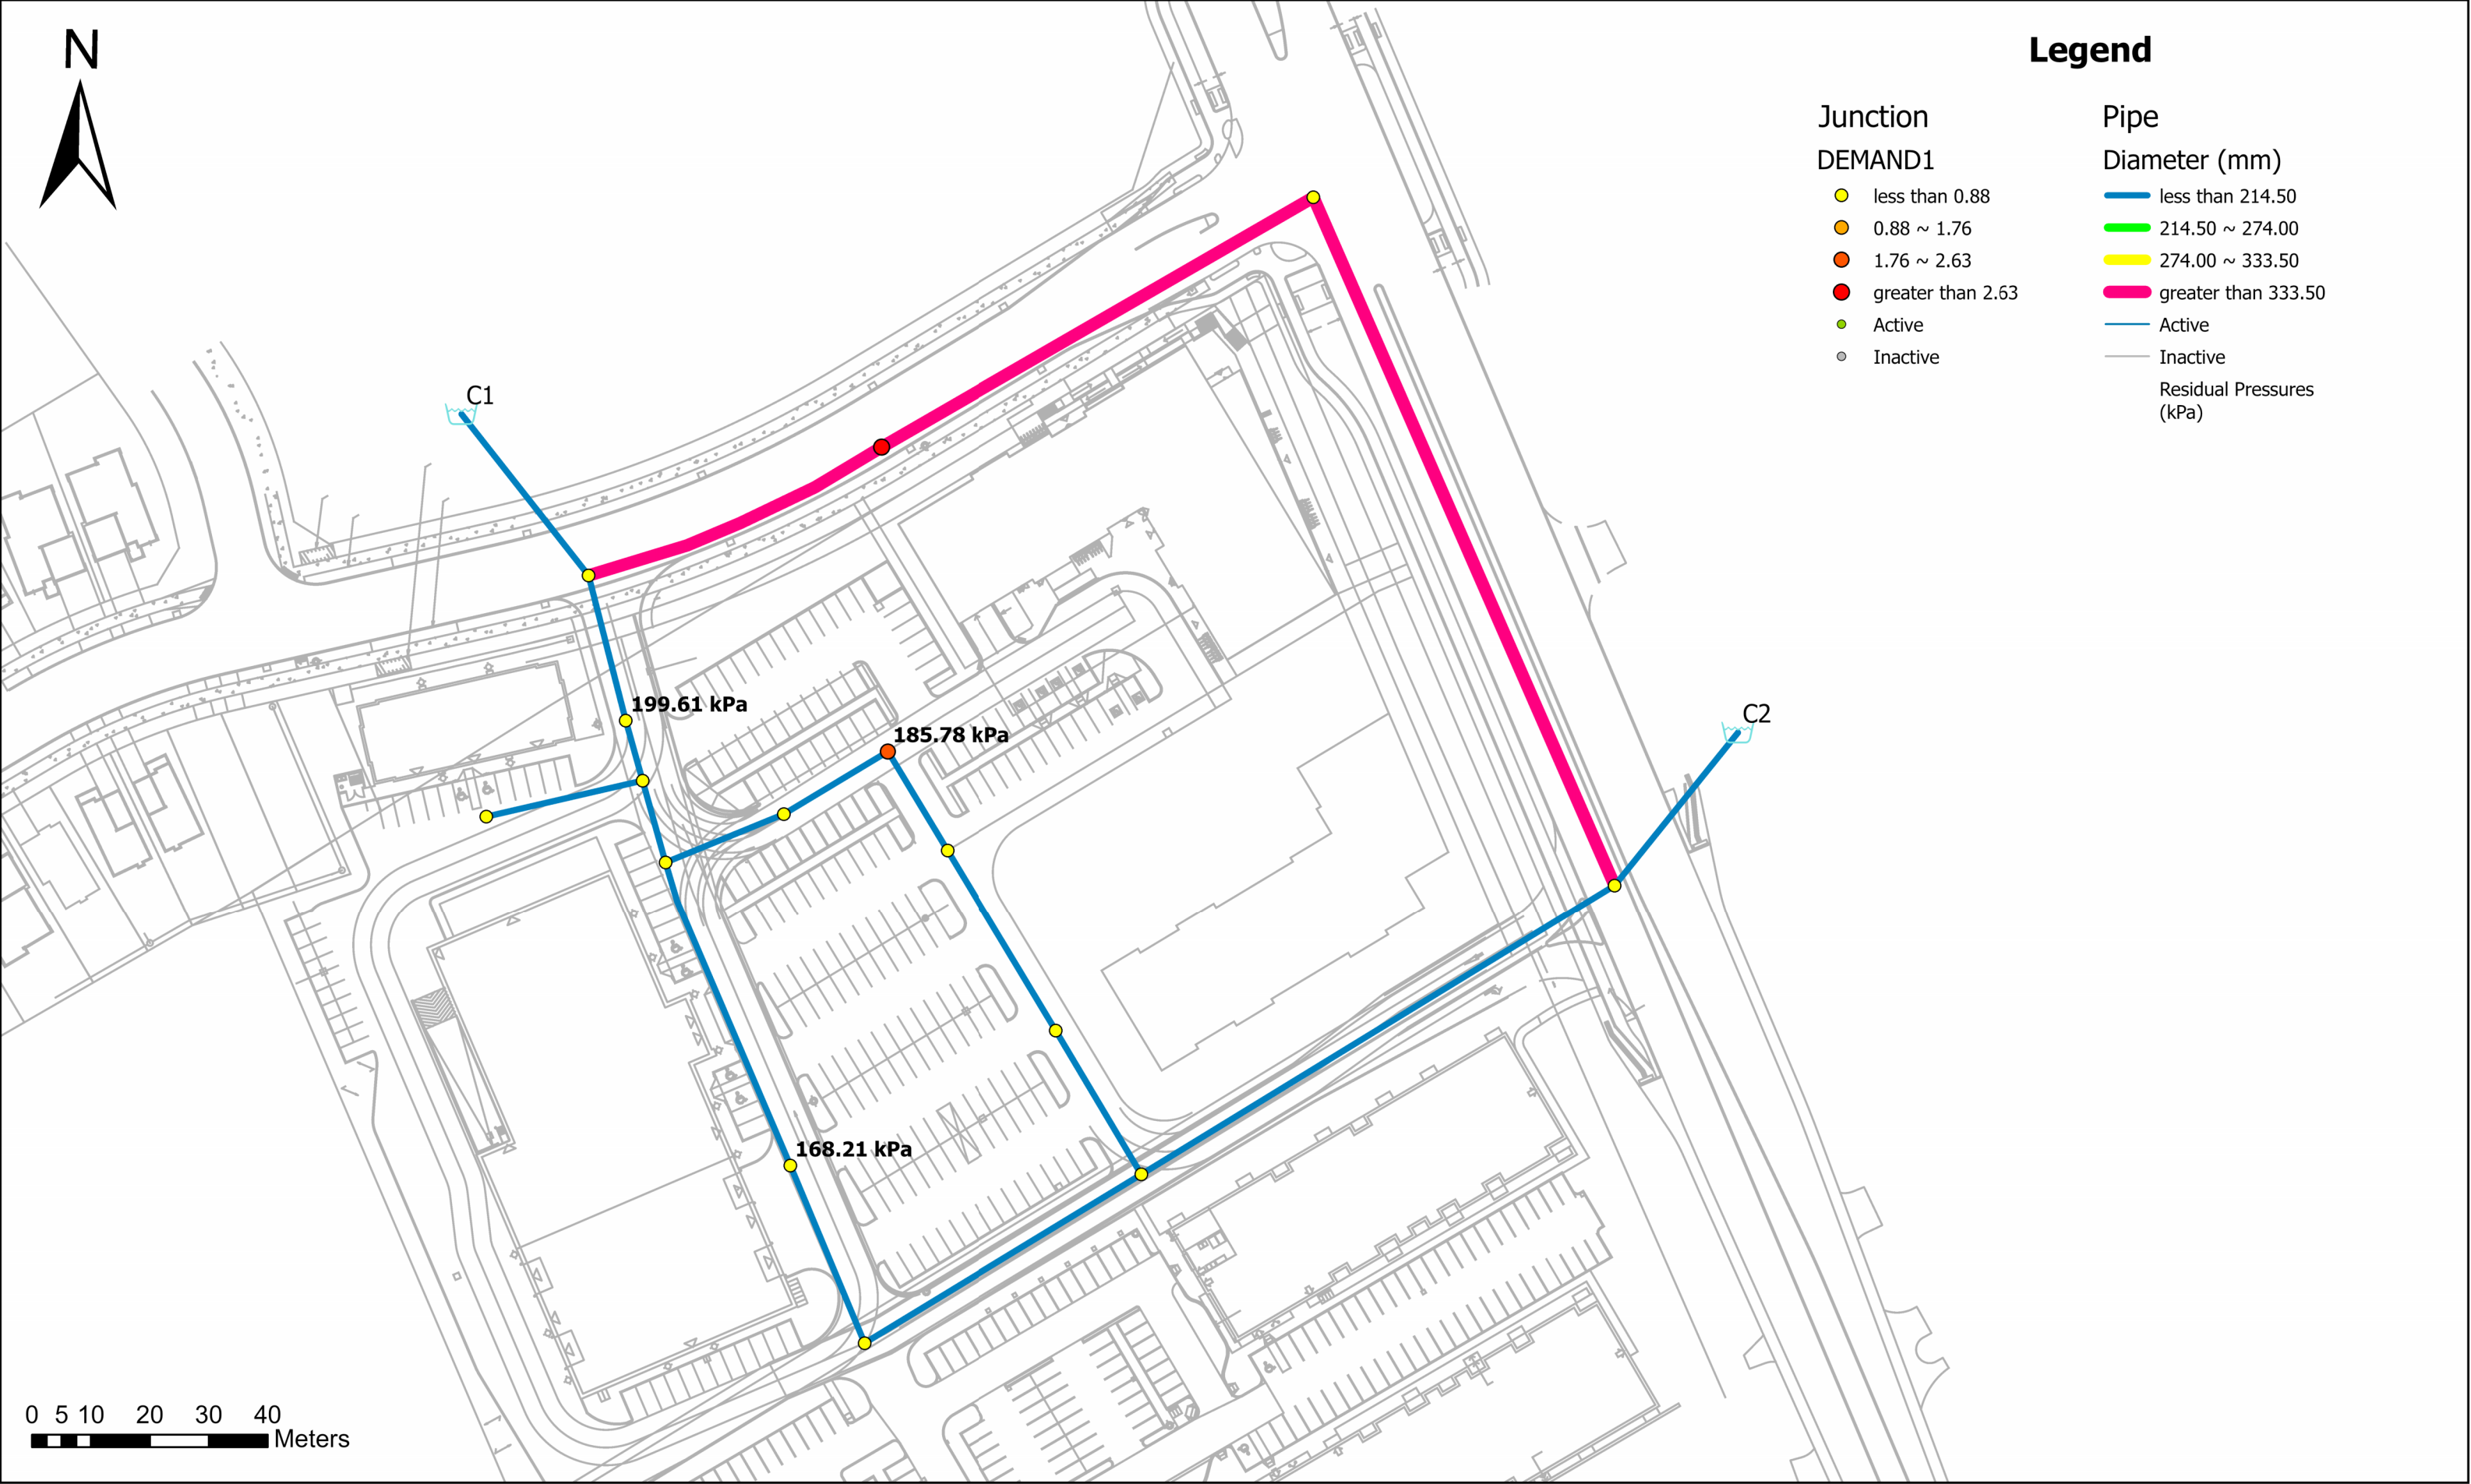 N
Legend
Junction
DEMAND1
less than 0.88
0.88 ~ 1.76
1.76 ~ 2.63
greater than 2.63
Active
Inactive
Pipe
Diameter (mm)
less than 214.50
214.50 ~ 274.00
274.00 ~ 333.50
greater than 333.50
Active
Inactive
Residual Pressures
(kPa)
C1
199.61 kPa
C2
185.78 kPa
168.21 kPa
0 5 10 20 30 40
Meters